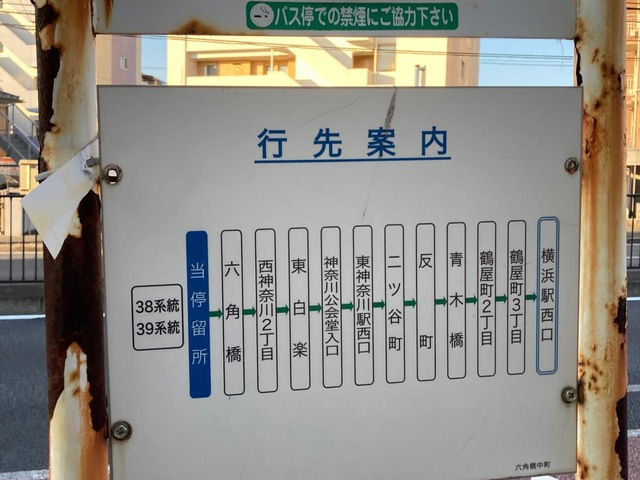 バス停での禁煙にご協力下さい
行先案内
38系統
39系統
当停留所
六角橋
西神奈川2丁目
東白楽
神奈川公会堂入口
東神奈川駅西口
二ツ谷町
反町
青木橋
鶴屋町2丁目
鶴屋町3丁目
横浜駅西口
六角橋中町